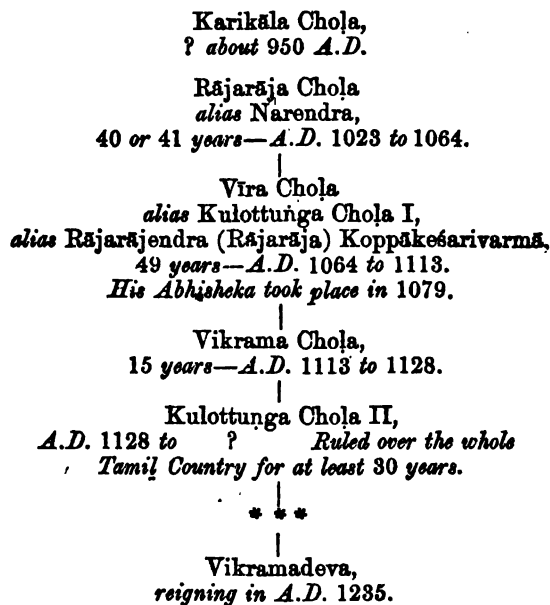 Karikāla Choḷa,
? about 950 A.D.
Rājarāja Choḷa
alias Narendra,
40 or 41 years—A.D. 1023 to 1064.
Vīra Choḷa
alias Kulottuṅga Choḷa I,
alias Rājarājendra (Rājarāja) Koppākeśarivarmā,
49 years—A.D. 1064 to 1113.
His Abhisheka took place in 1079.
Vikrama Choḷa,
15 years—A.D. 1113 to 1128.
Kulottuṇga Choḷa II,
A.D. 1128 to ? Ruled over the whole
Tamiḻ Country for at least 30 years.
* * *
Vikramadeva,
reigning in A.D. 1235.